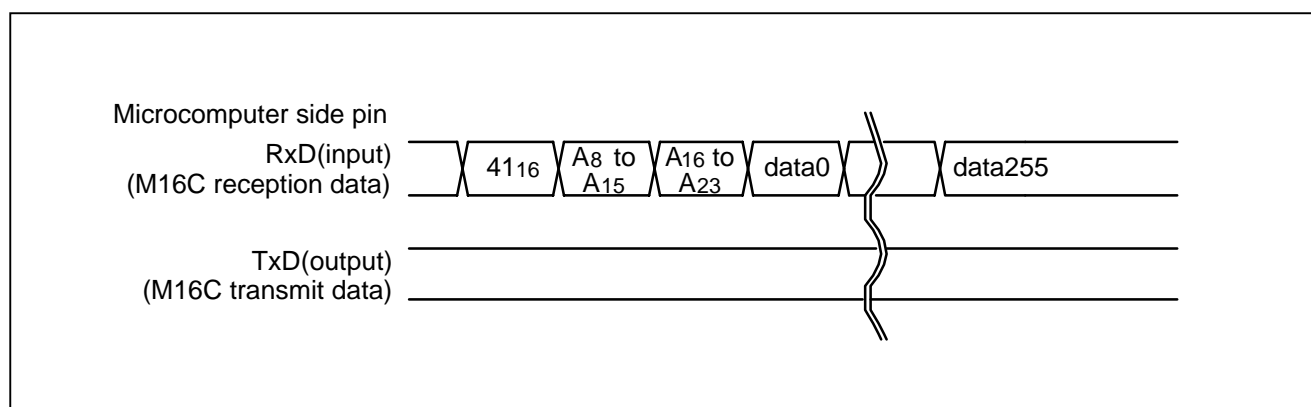 Microcomputer side pin
RxD(input)
(M16C reception data)
4116
A8 to
A15
A16 to
A23
data0
data255
TxD(output)
(M16C transmit data)